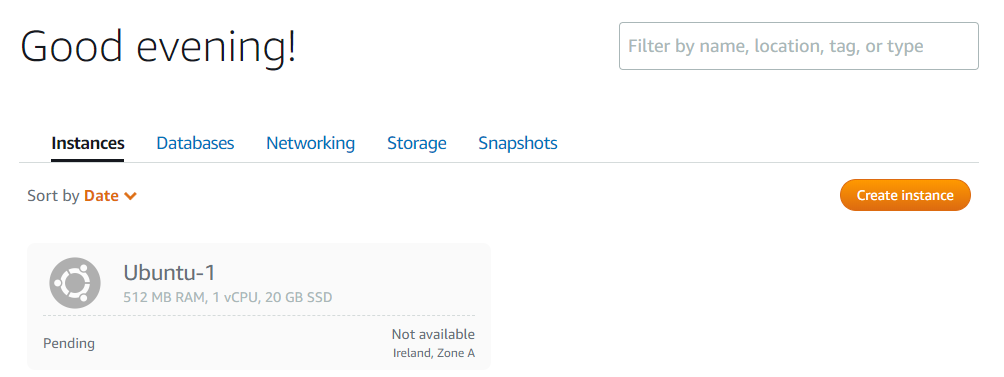 Good evening!
Filter by name, location, tag, or type
Instances Databases Networking Storage Snapshots
Sort by Date
Create instance
Ubuntu-1
512 MB RAM, 1 vCPU, 20 GB SSD
Pending
Not available
Ireland, Zone A